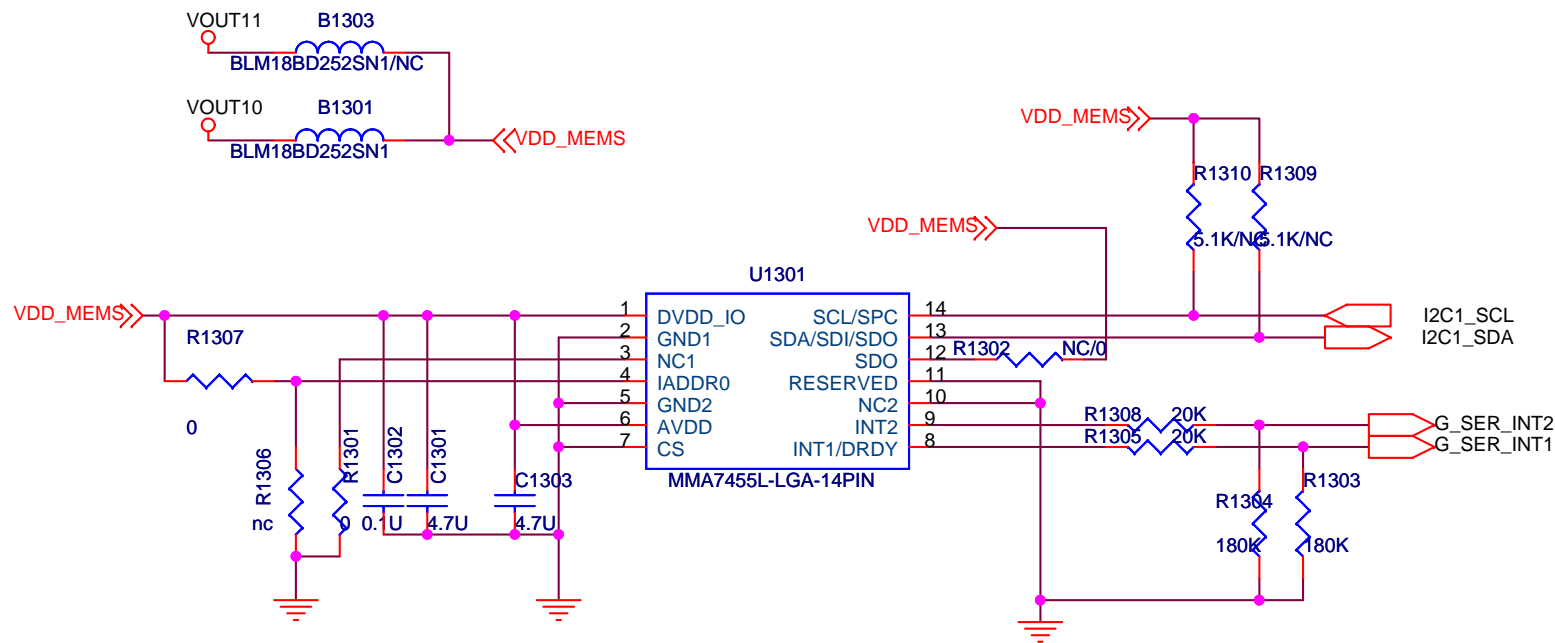 VOUT11
B1303
BLM18BD252SN1/NC
VOUT10
B1301
BLM18BD252SN1
VDD_MEMS
VDD_MEMS
R1310
R1309
5.1K/NC
5.1K/NC
VDD_MEMS
U1301
VDD_MEMS
R1307
0
R1306
nc
R1301
0
C1302
0.1U
C1301
4.7U
C1303
4.7U
1 DVDD_IO
2 GND1
3 NC1
4 IADDR0
5 GND2
6 AVDD
7 CS
SCL/SPC 14
SDA/SDI/SDO 13
SDO 12
RESERVED 11
NC2 10
INT2 9
INT1/DRDY 8
MMA7455L-LGA-14PIN
R1302 NC/0
I2C1_SCL
I2C1_SDA
R1308 20K
R1305 20K
G_SER_INT2
G_SER_INT1
R1304
180K
R1303
180K